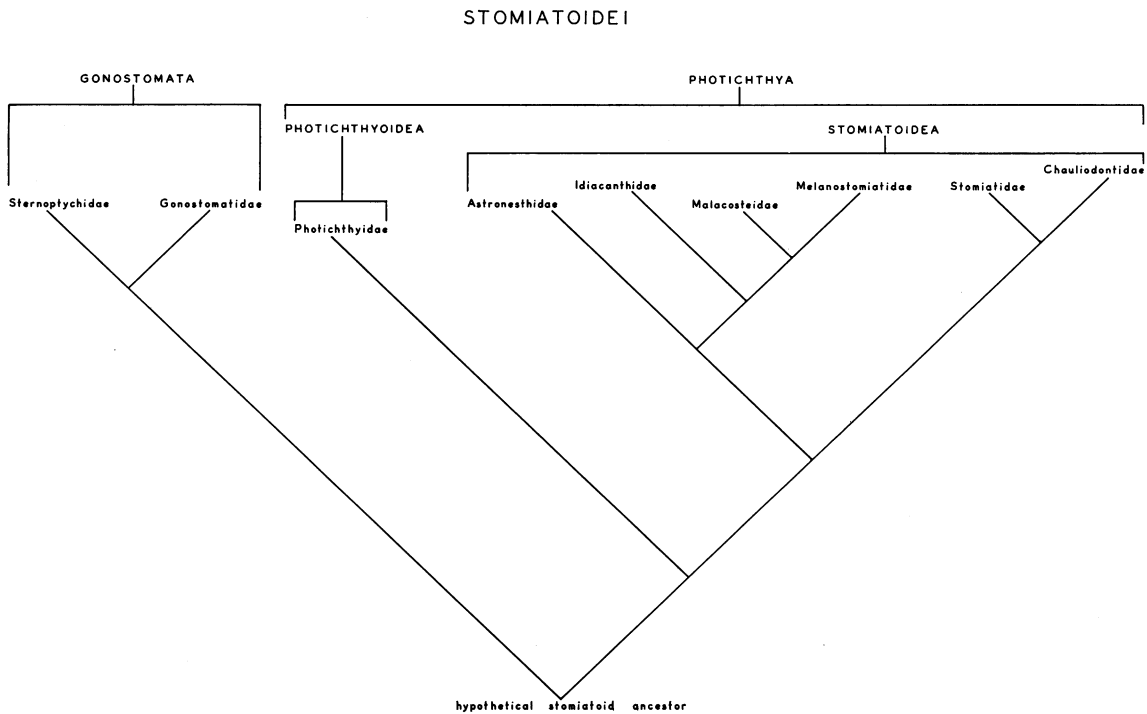 STOMIATOIDEI
GONOSTOMATA
PHOTICHTHYA
PHOTICHTHYOIDEA
STOMIATOIDEA
Chauliodontidae
Idiacanthidae
Melanostomiatidae
Stomiatidae
Sternoptychidae
Gonostomatidae
Astronesthidae
Malacosteidae
Photichthyidae
hypothetical stomiatoid ancestor